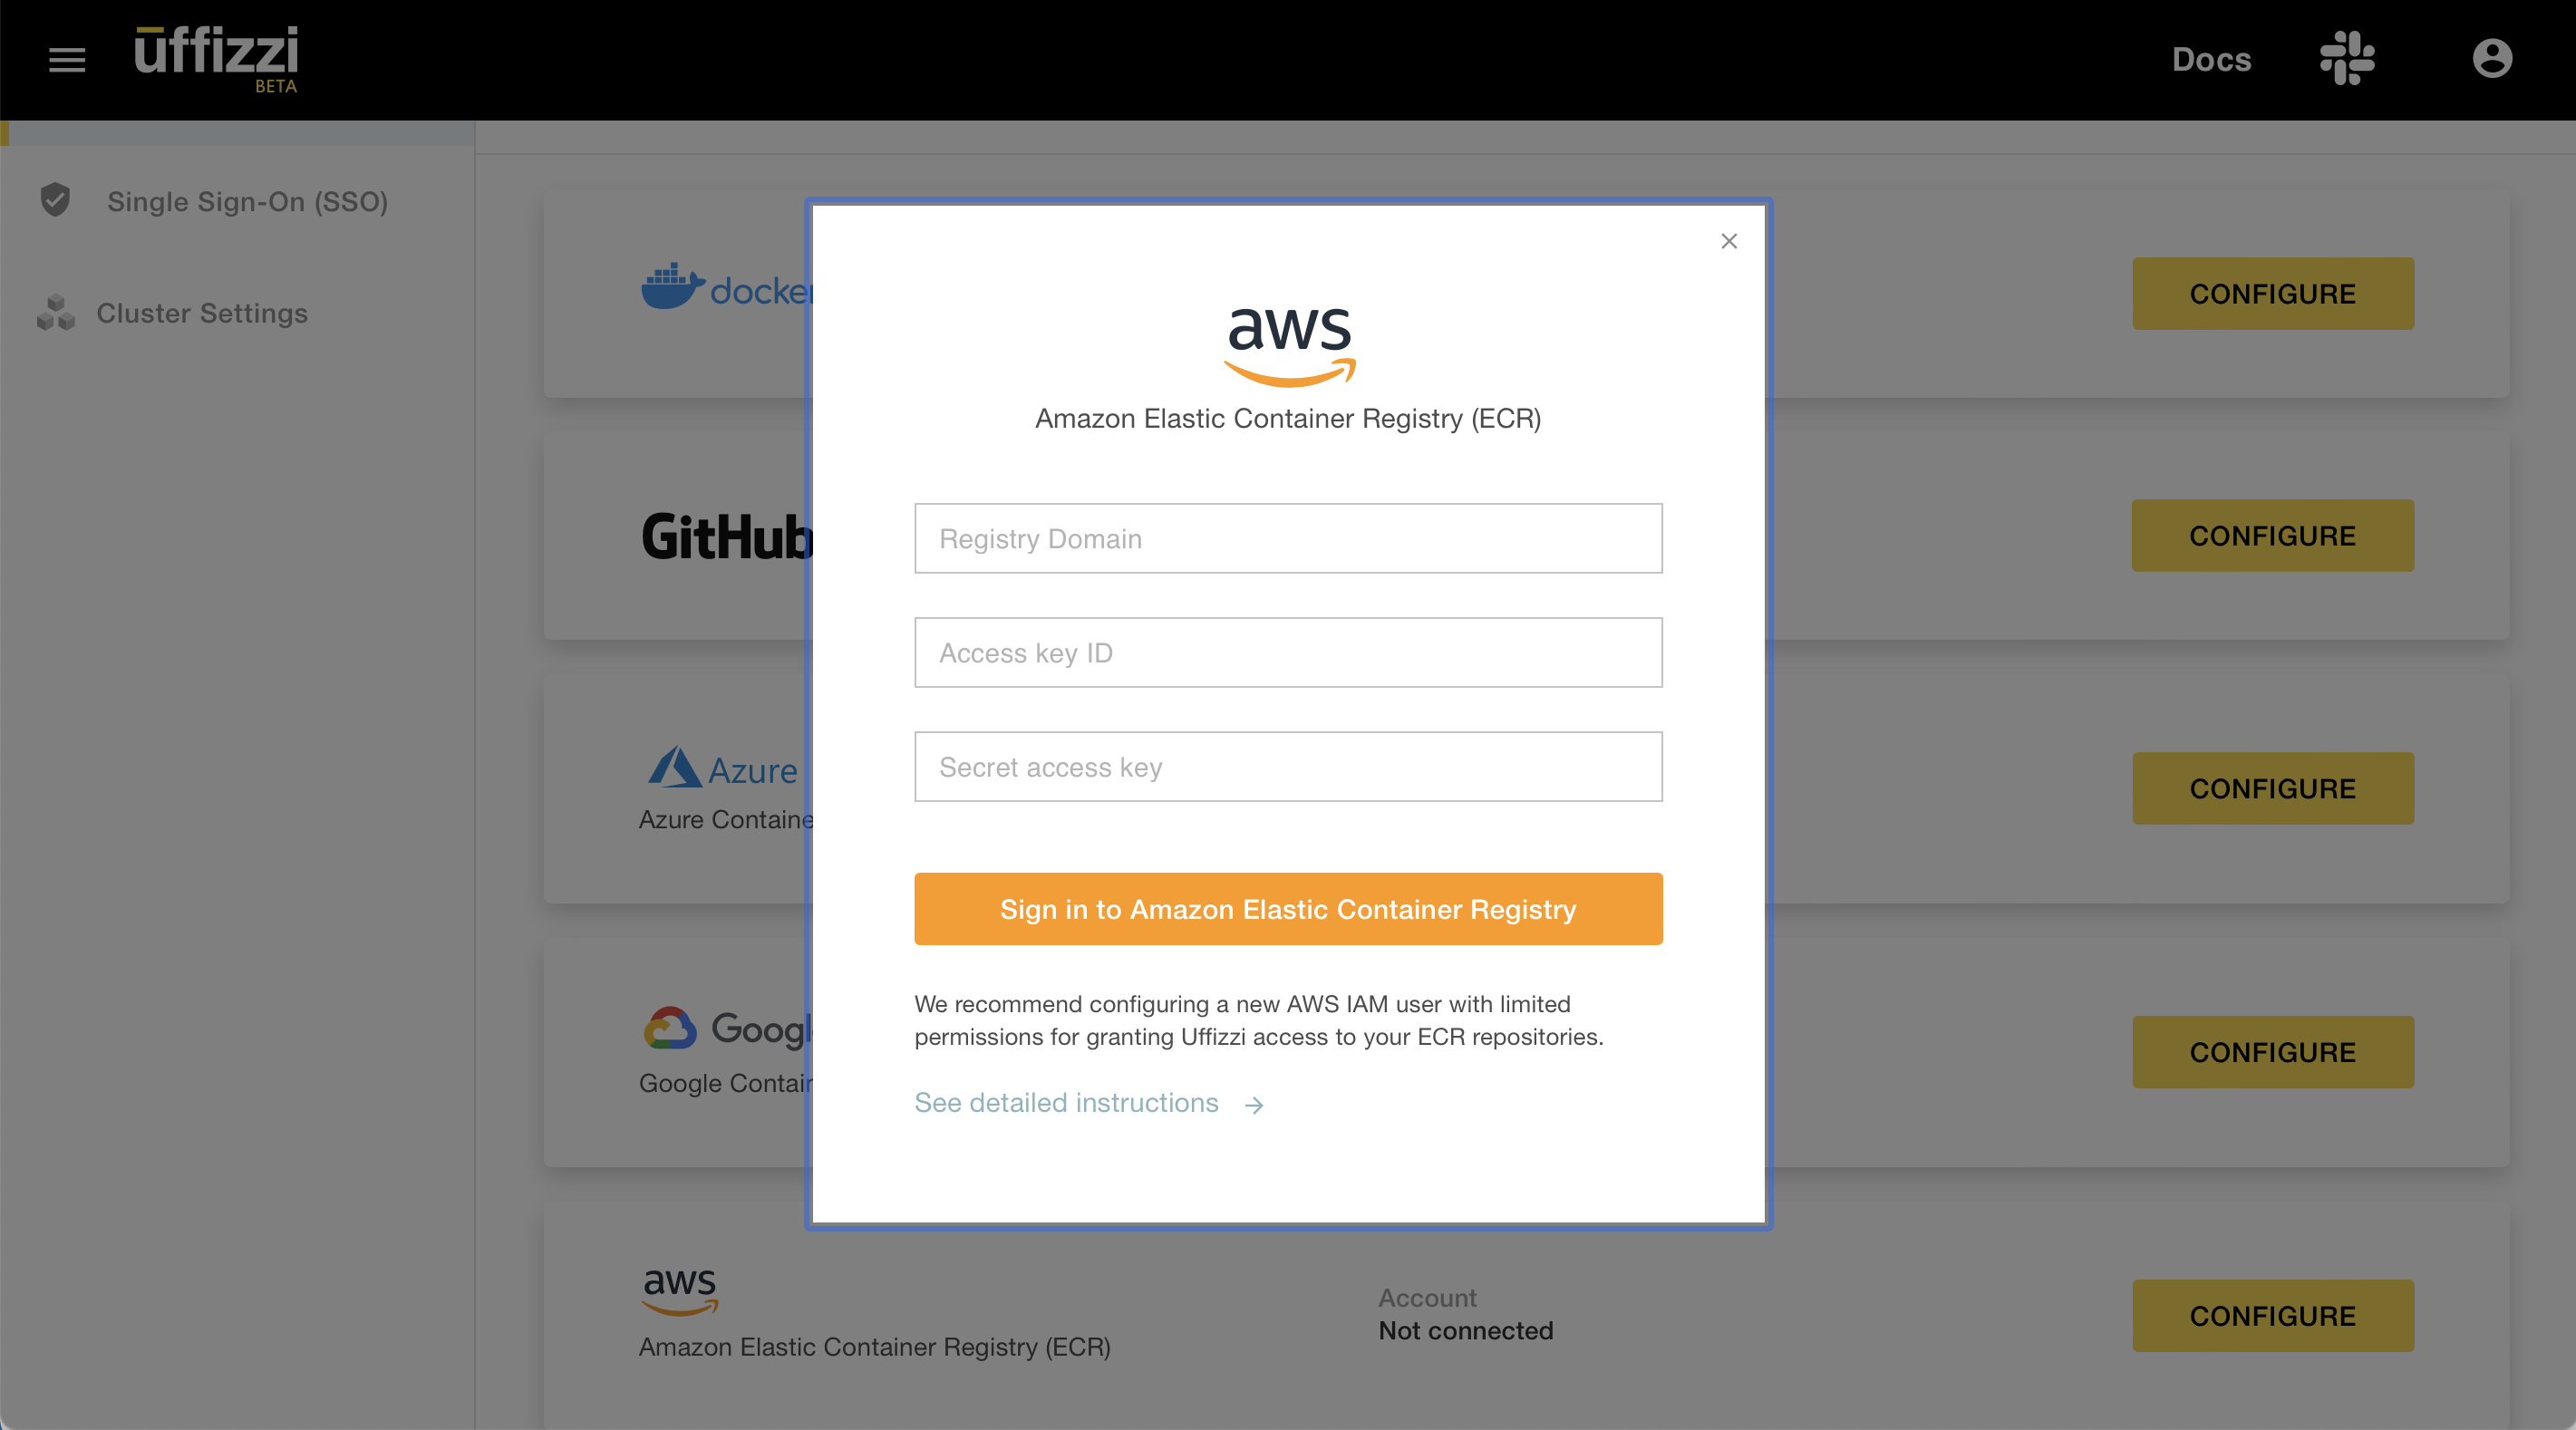 ūffizzi
BETA
Docs
Single Sign-On (SSO)
Cluster Settings
docker
CONFIGURE
GitHub
CONFIGURE
Azure
Azure Containe
CONFIGURE
Googl
Google Contain
CONFIGURE
aws
Amazon Elastic Container Registry (ECR)
Account
Not connected
CONFIGURE
aws
Amazon Elastic Container Registry (ECR)
Registry Domain
Access key ID
Secret access key
Sign in to Amazon Elastic Container Registry
We recommend configuring a new AWS IAM user with limited
permissions for granting Uffizzi access to your ECR repositories.
See detailed instructions →